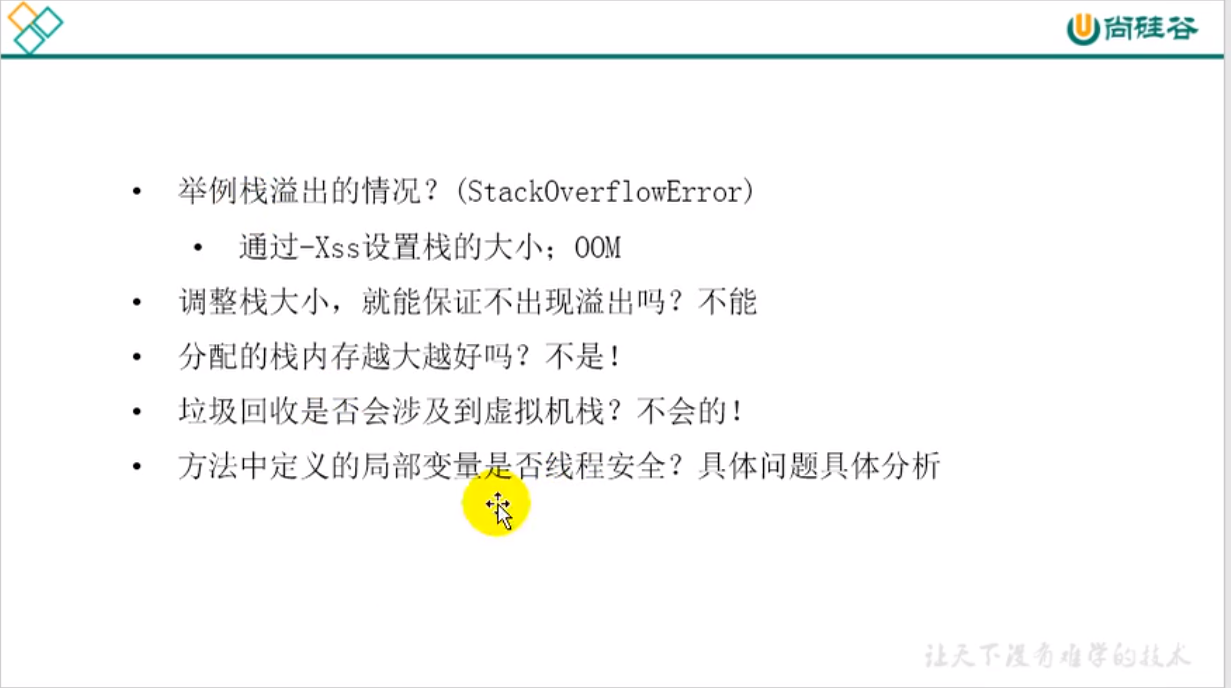 尚硅谷
举例栈溢出的情况？(StackOverflowError)
通过-Xss设置栈的大小；OOM
调整栈大小，就能保证不出现溢出吗？不能
分配的栈内存越大越好吗？不是！
垃圾回收是否会涉及到虚拟机栈？不会的！
方法中定义的局部变量是否线程安全？具体问题具体分析
让天下没有难学的技术